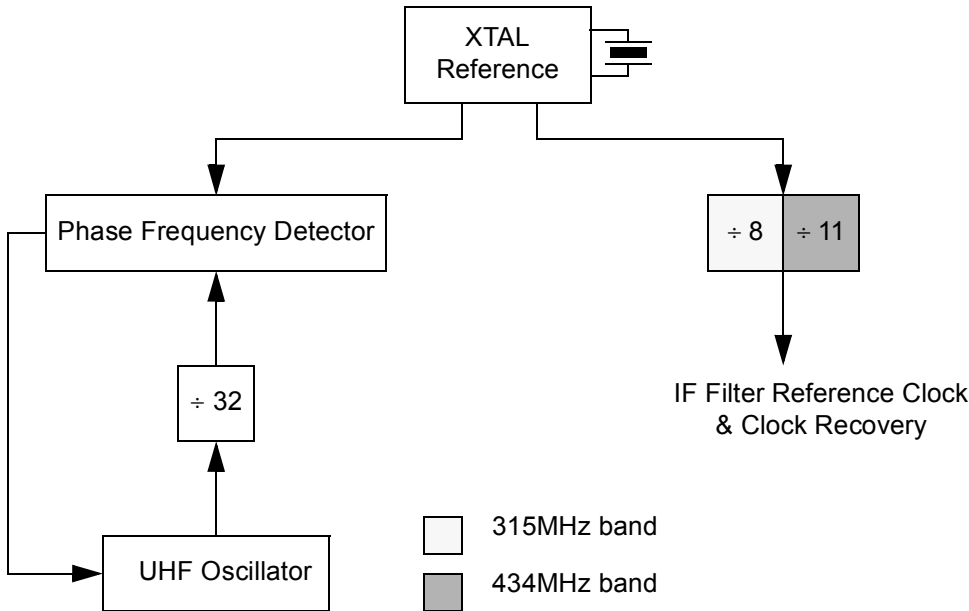 XTAL
Reference
Phase Frequency Detector
÷ 8
÷ 11
÷ 32
IF Filter Reference Clock
& Clock Recovery
UHF Oscillator
315MHz band
434MHz band